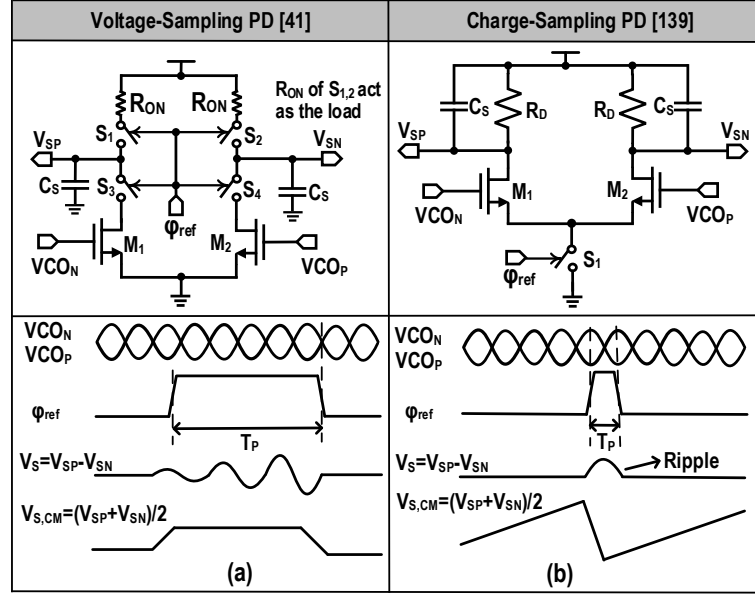 Voltage-Sampling PD [41]
Charge-Sampling PD [139]
RON RON
RON of S1,2 act
as the load
S1 S2
VSP VSN
CS S3 S4 CS
φref
M1 M2
VCON VCOP
CS RD RD CS
VSP VSN
M1 M2
VCON VCOP
φref S1
VCON
VCOP
φref
TP
VS=VSP-VSN
VS,CM=(VSP+VSN)/2
(a)
VCON
VCOP
φref
TP
VS=VSP-VSN Ripple
VS,CM=(VSP+VSN)/2
(b)